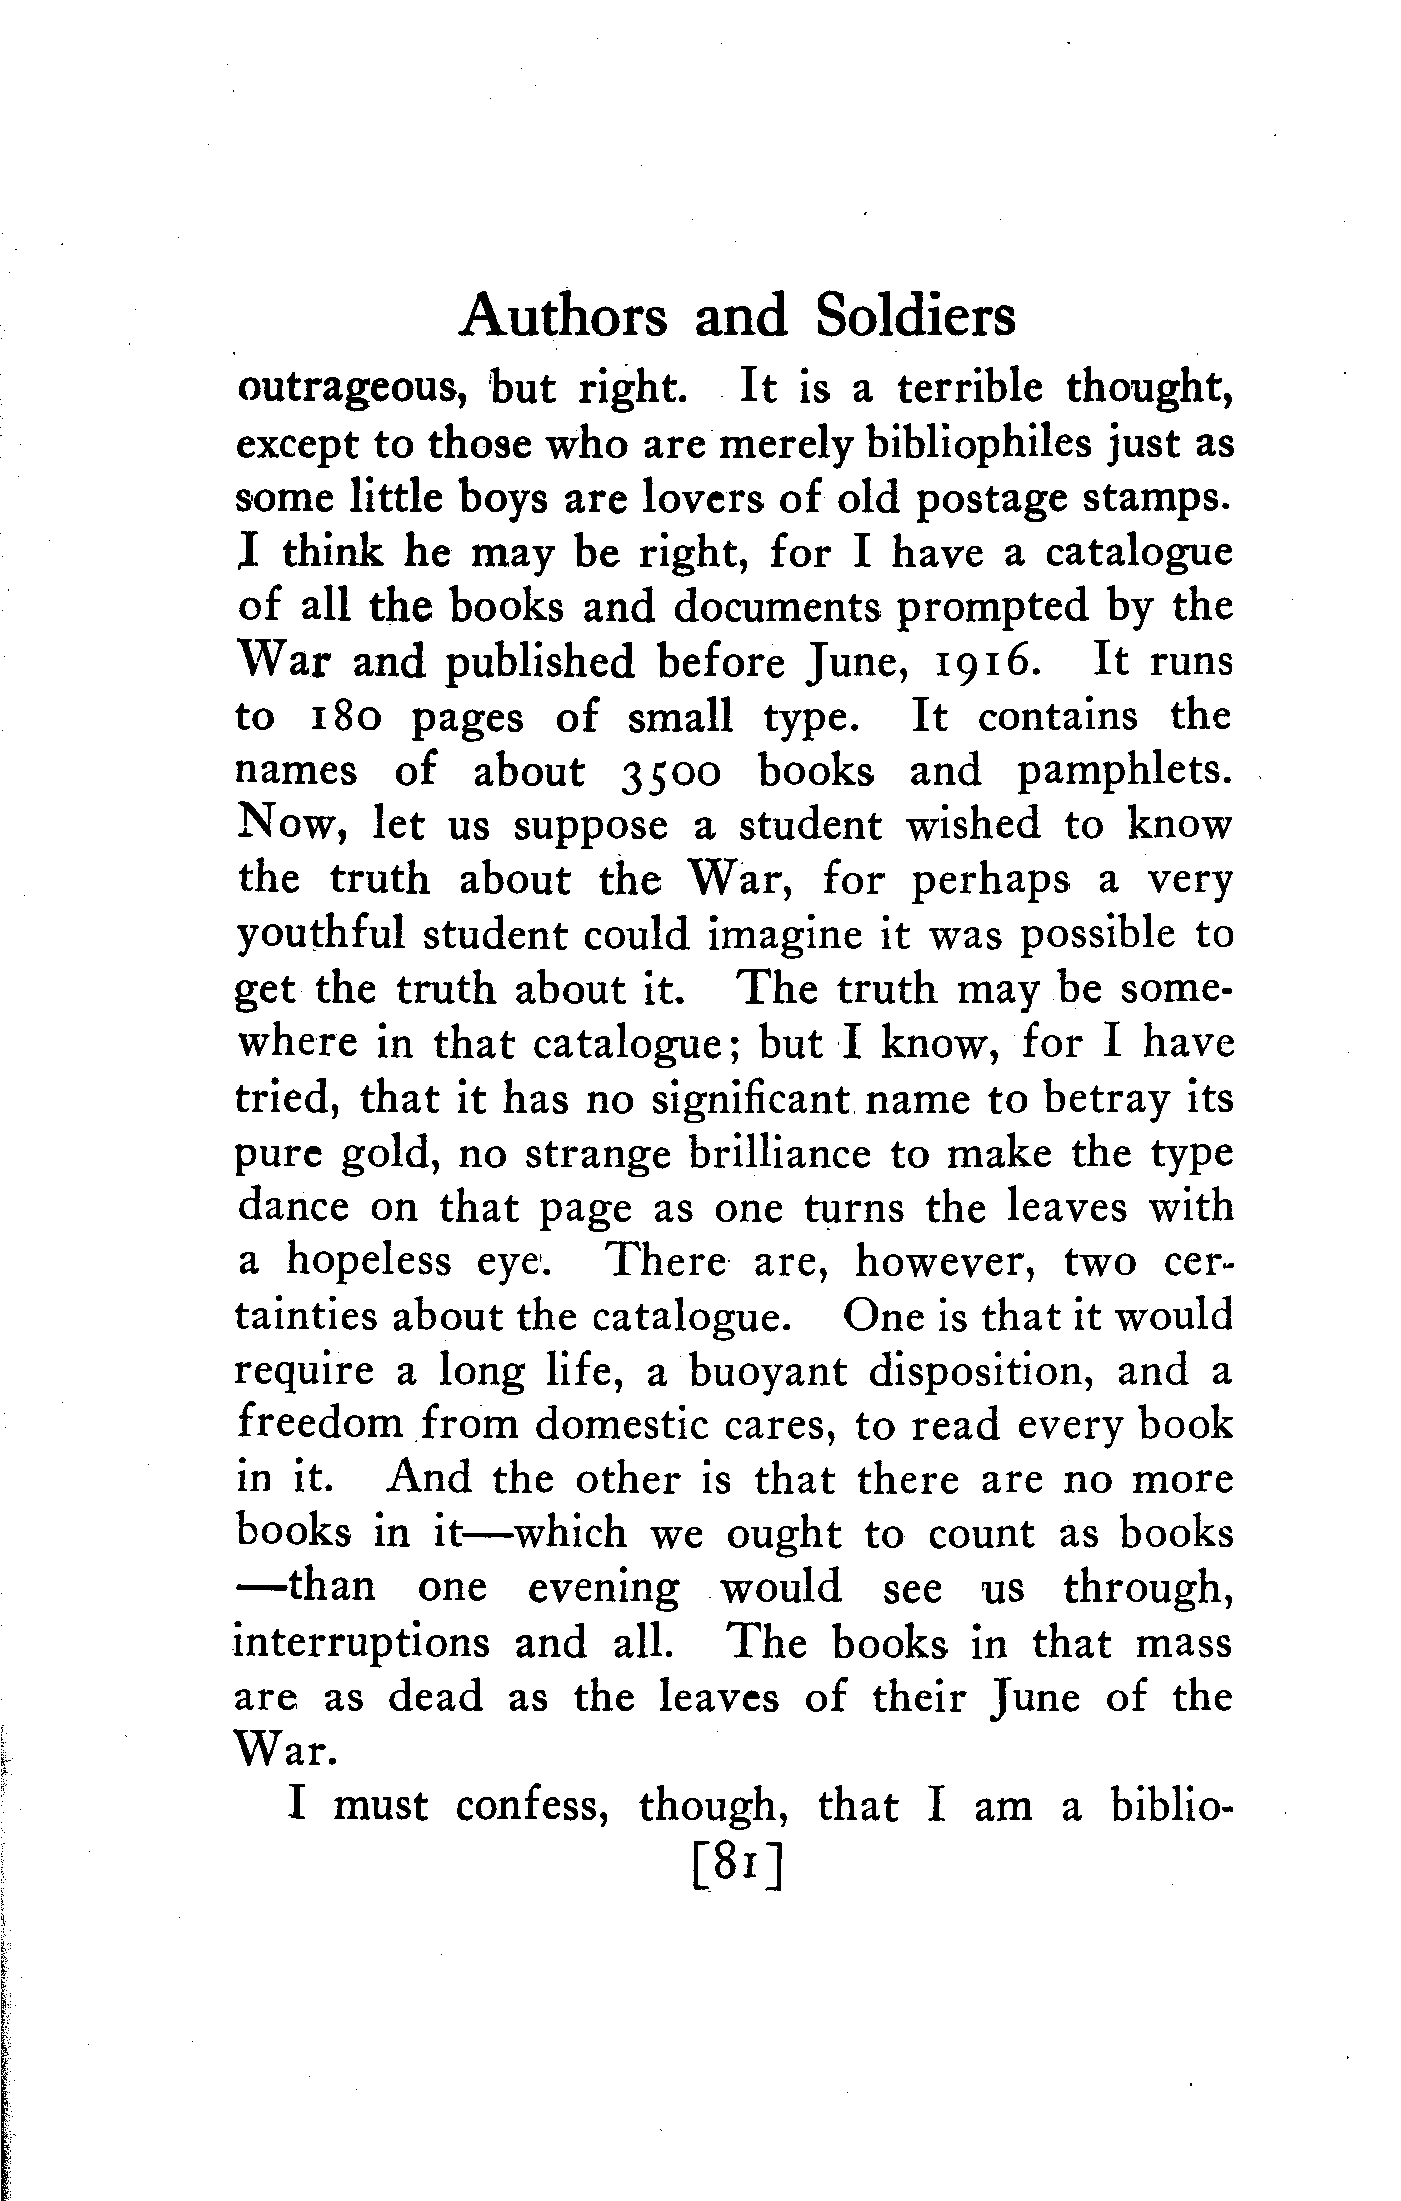 Authors and Soldiers
outrageous, but right. It is a terrible thought,
except to those who are merely bibliophiles just as
some little boys are lovers of old postage stamps.
I think he may be right, for I have a catalogue
of all the books and documents prompted by the
War and published before June, 1916. It runs
to 180 pages of small type. It contains the
names of about 3500 books and pamphlets.
Now, let us suppose a student wished to know
the truth about the War, for perhaps a very
youthful student could imagine it was possible to
get the truth about it. The truth may be some-
where in that catalogue; but I know, for I have
tried, that it has no significant name to betray its
pure gold, no strange brilliance to make the type
dance on that page as one turns the leaves with
a hopeless eye. There are, however, two cer-
tainties about the catalogue. One is that it would
require a long life, a buoyant disposition, and a
freedom from domestic cares, to read every book
in it. And the other is that there are no more
books in it—which we ought to count as books
—than one evening would see us through,
interruptions and all. The books in that mass
are as dead as the leaves of their June of the
War.
I must confess, though, that I am a biblio-
[81]